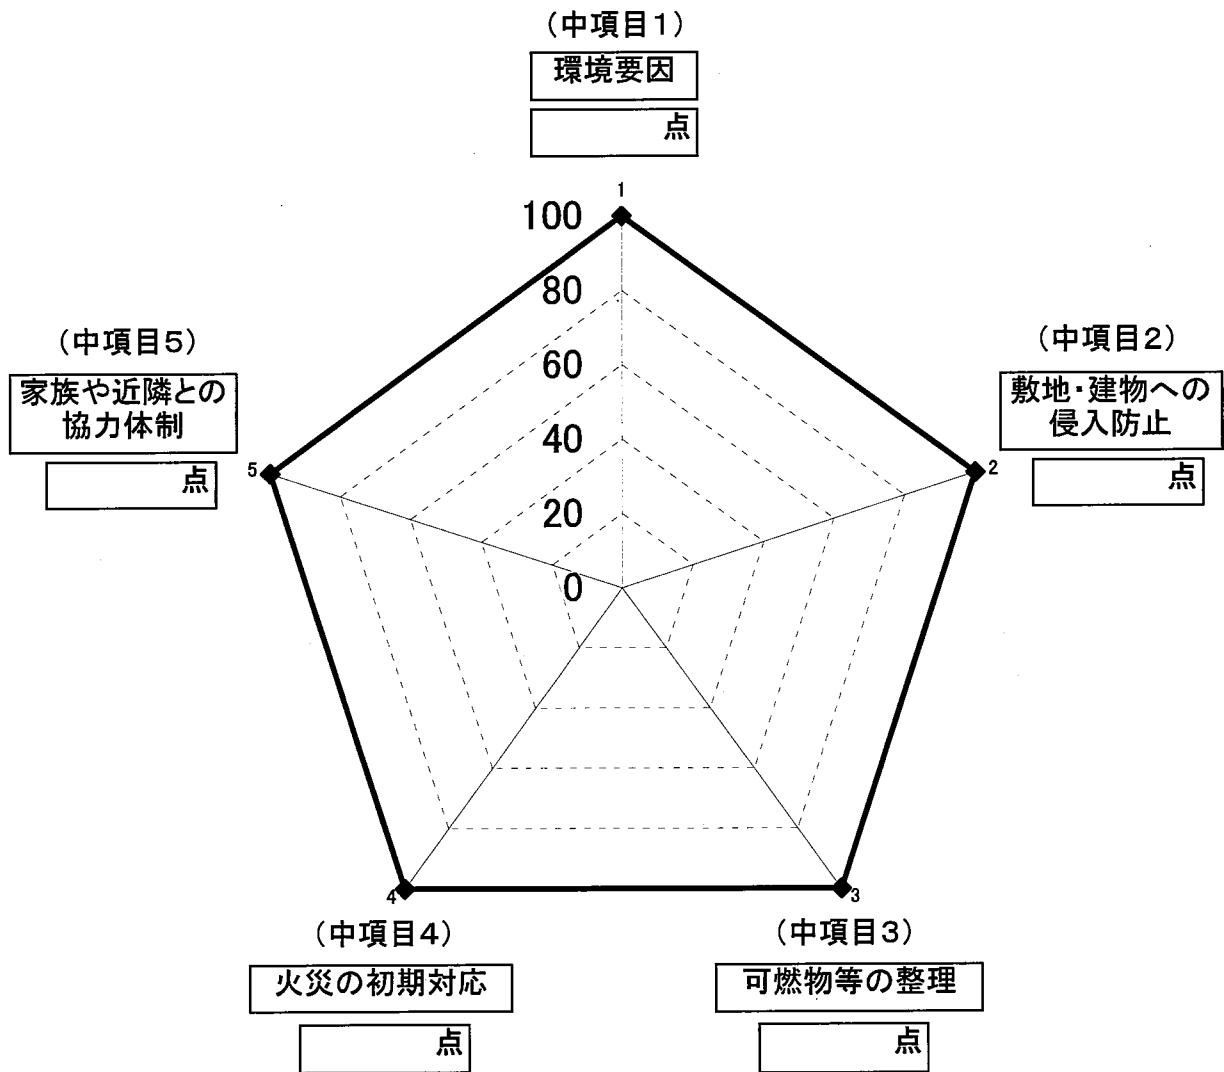 （中項目1）
環境要因
点
1
100
80
60
40
20
0
（中項目5）
家族や近隣との
協力体制
点
5
（中項目2）
敷地・建物への
侵入防止
点
2
4
3
（中項目4）
火災の初期対応
点
（中項目3）
可燃物等の整理
点